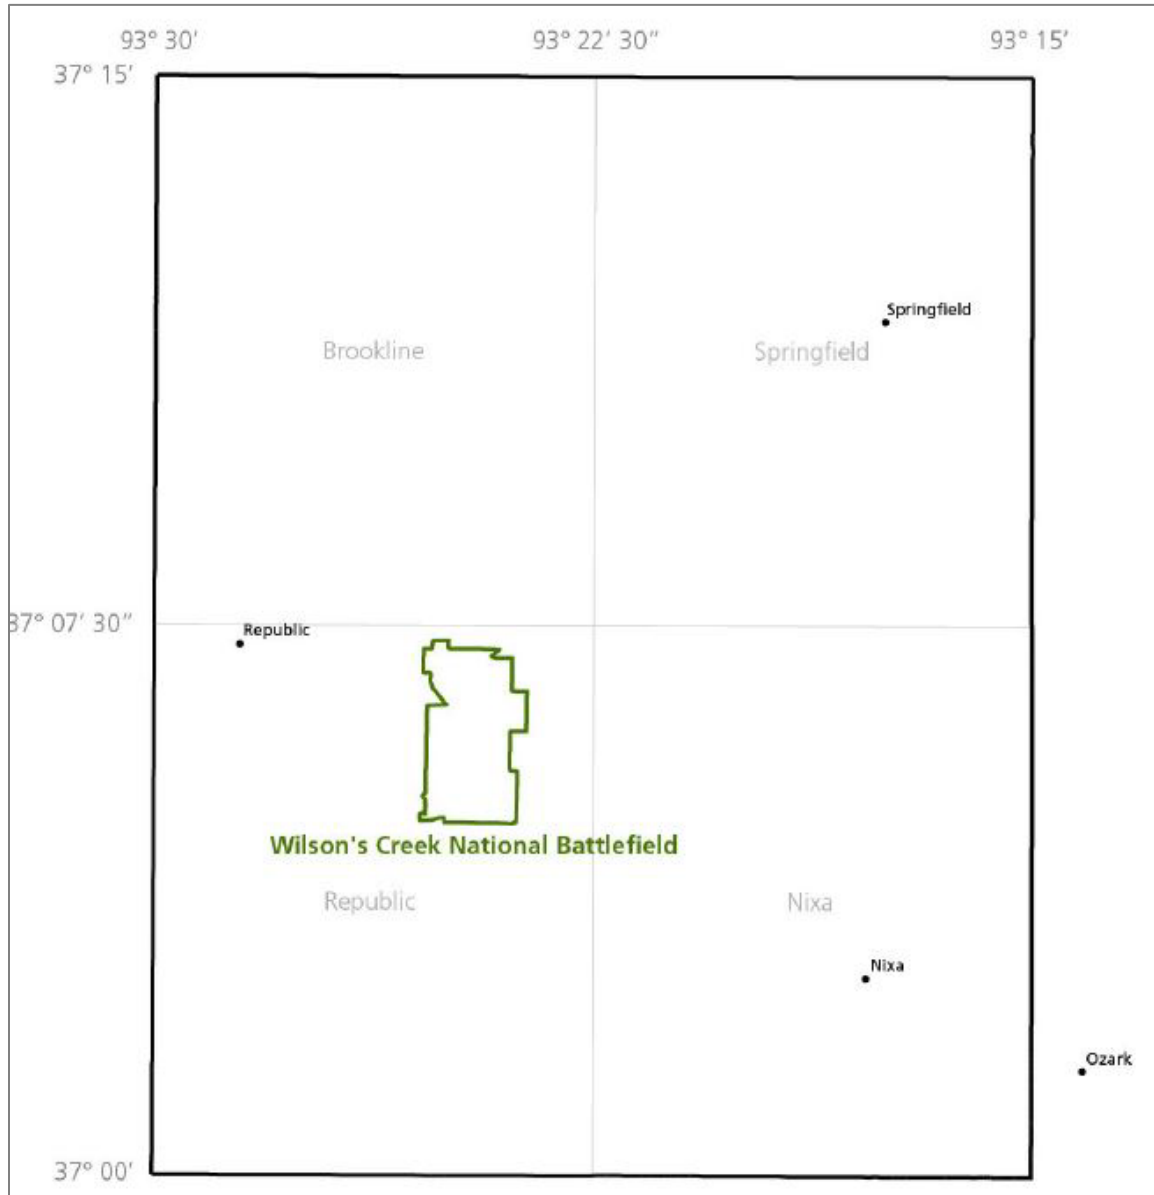 93° 30′ 93° 22′ 30″ 93° 15′
37° 15′
Springfield
Brookline Springfield
37° 07′ 30″
Republic
Wilson's Creek National Battlefield
Republic Nixa
Nixa
Ozark
37° 00′